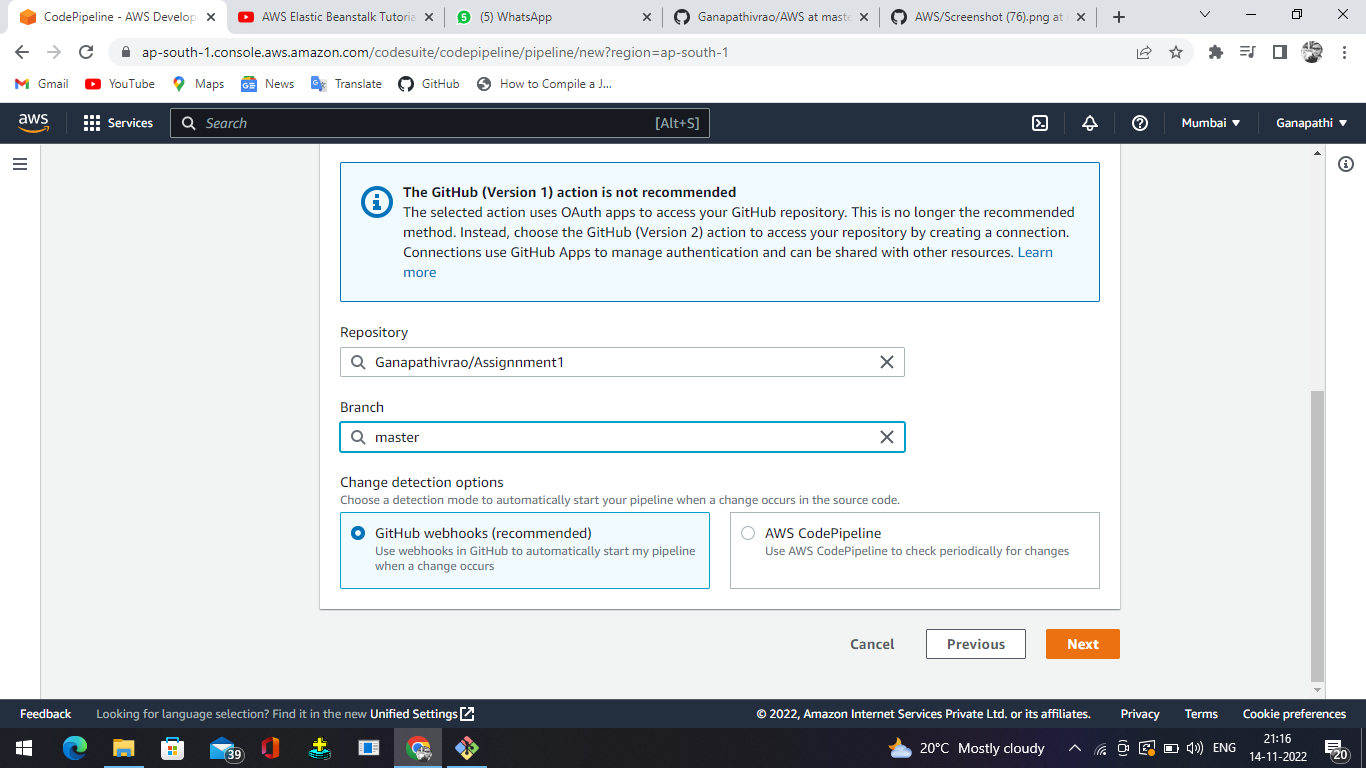 CodePipeline - AWS Develop
AWS Elastic Beanstalk Tutoria
(5) WhatsApp
Ganapathivrao/AWS at mast
AWS/Screenshot (76).png at
ap-south-1.console.aws.amazon.com/codesuite/codepipeline/pipeline/new?region=ap-south-1
Gmail
YouTube
Maps
News
Translate
GitHub
How to Compile a J...
aws
Services
Search
[Alt+S]
Mumbai
Ganapathi
The GitHub (Version 1) action is not recommended
The selected action uses OAuth apps to access your GitHub repository. This is no longer the recommended
method. Instead, choose the GitHub (Version 2) action to access your repository by creating a connection.
Connections use GitHub Apps to manage authentication and can be shared with other resources. Learn
more
Repository
Ganapathivrao/Assignnment1
Branch
master
Change detection options
Choose a detection mode to automatically start your pipeline when a change occurs in the source code.
GitHub webhooks (recommended)
Use webhooks in GitHub to automatically start my pipeline
when a change occurs
AWS CodePipeline
Use AWS CodePipeline to check periodically for changes
Cancel
Previous
Next
Feedback
Looking for language selection? Find it in the new Unified Settings
© 2022, Amazon Internet Services Private Ltd. or its affiliates.
Privacy
Terms
Cookie preferences
39
20°C Mostly cloudy
ENG
21:16
14-11-2022
20